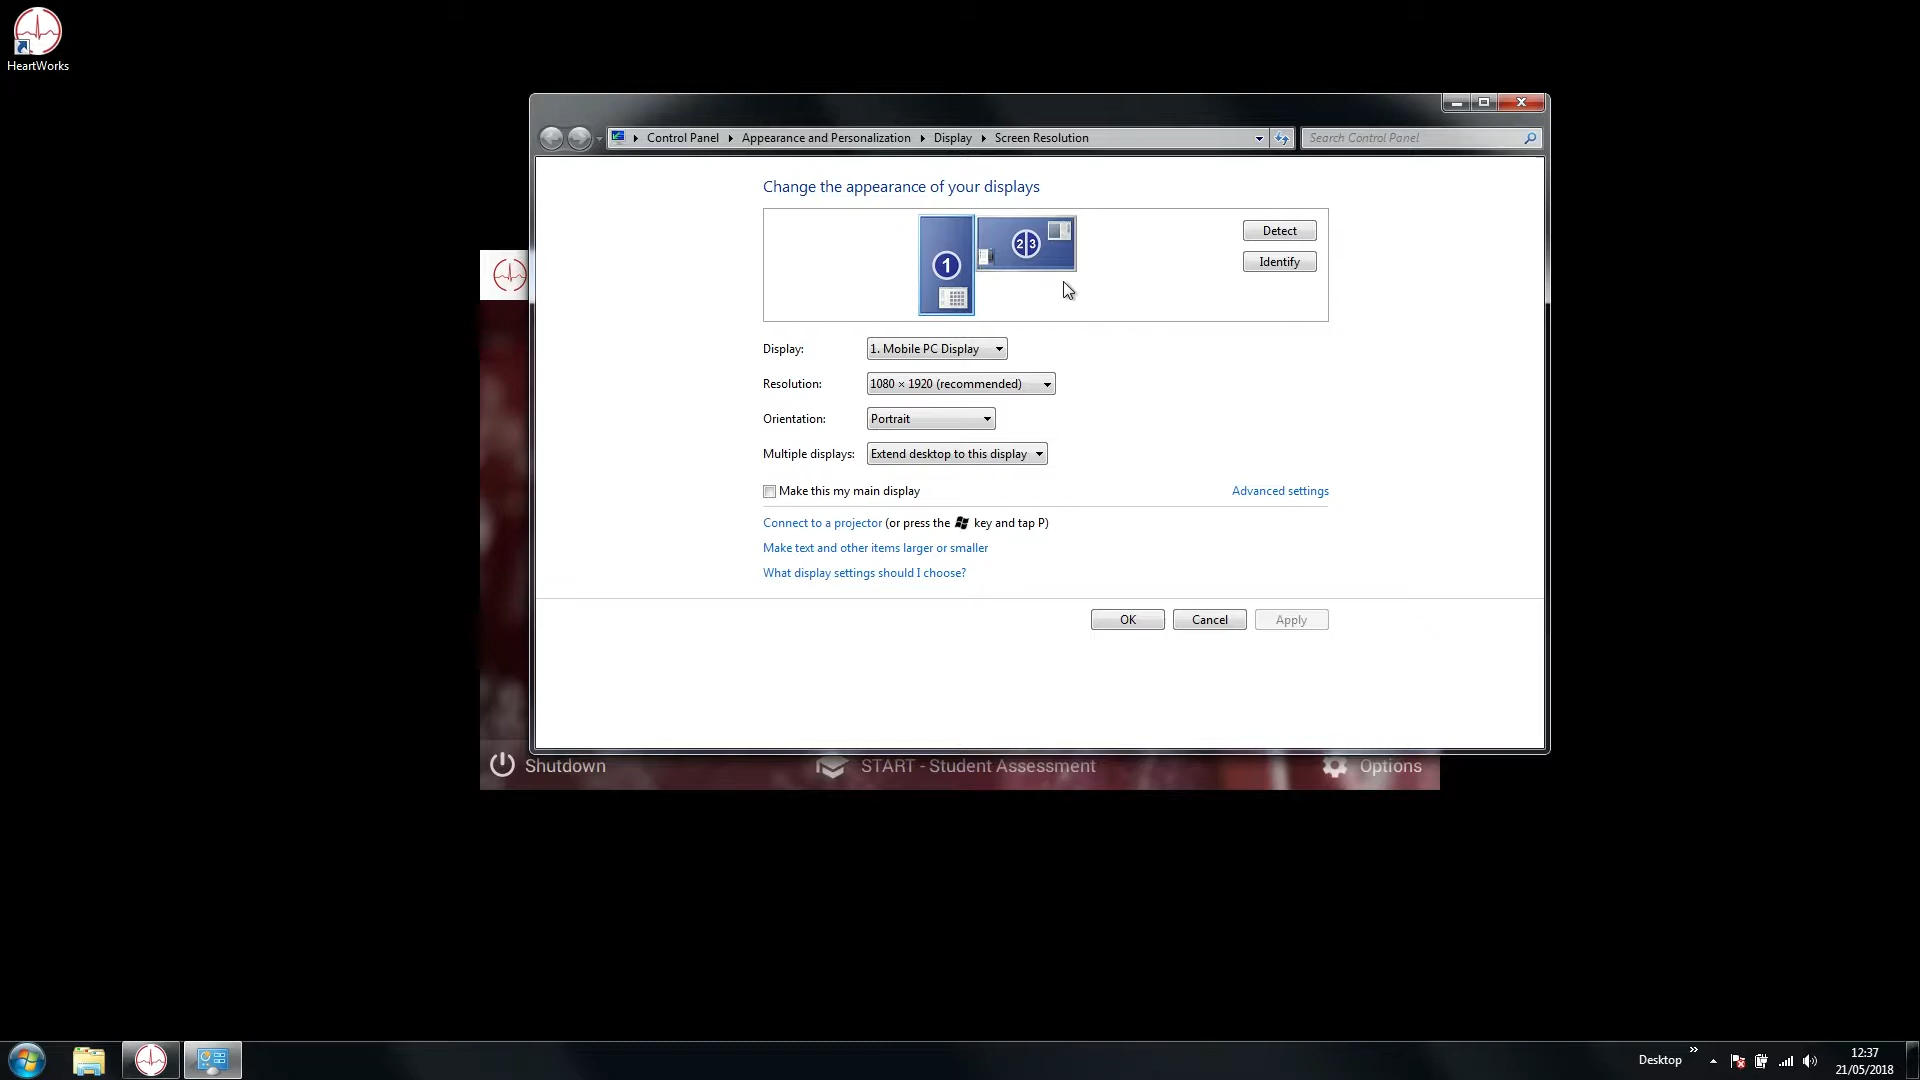 HeartWorks
Control Panel Appearance and Personalization Display Screen Resolution
Search Control Panel
Change the appearance of your displays
1
2|3
Detect
Identify
Display: 1. Mobile PC Display
Resolution: 1080 × 1920 (recommended)
Orientation: Portrait
Multiple displays: Extend desktop to this display
Make this my main display Advanced settings
Connect to a projector (or press the key and tap P)
Make text and other items larger or smaller
What display settings should I choose?
OK Cancel Apply
Shutdown START - Student Assessment Options
Desktop »
12:37
21/05/2018